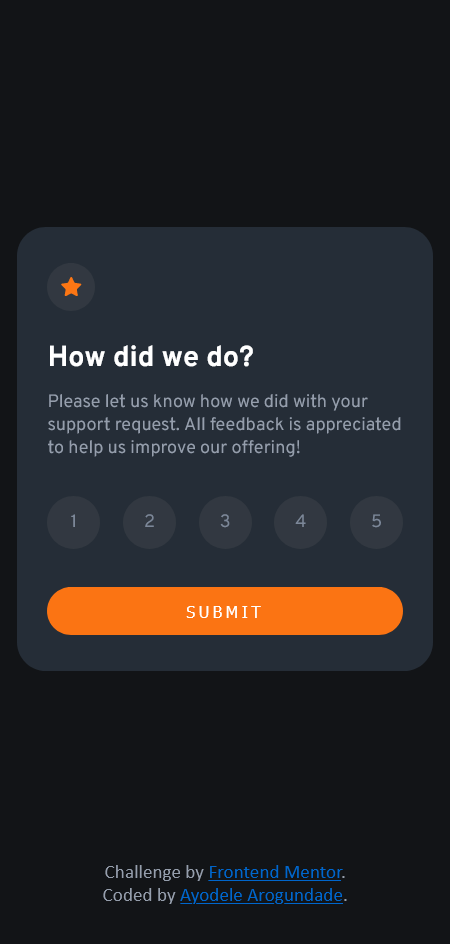 How did we do?
Please let us know how we did with your
support request. All feedback is appreciated
to help us improve our offering!
1 2 3 4 5
SUBMIT
Challenge by Frontend Mentor.
Coded by Ayodele Arogundade.